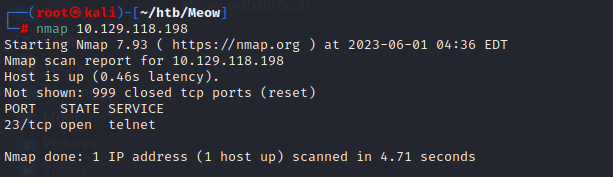 ┌──(root㉿kali)-[~/htb/Meow]
└─# nmap 10.129.118.198
Starting Nmap 7.93 ( https://nmap.org ) at 2023-06-01 04:36 EDT
Nmap scan report for 10.129.118.198
Host is up (0.46s latency).
Not shown: 999 closed tcp ports (reset)
PORT   STATE SERVICE
23/tcp open  telnet
Pictures
Nmap done: 1 IP address (1 host up) scanned in 4.71 seconds
Videos